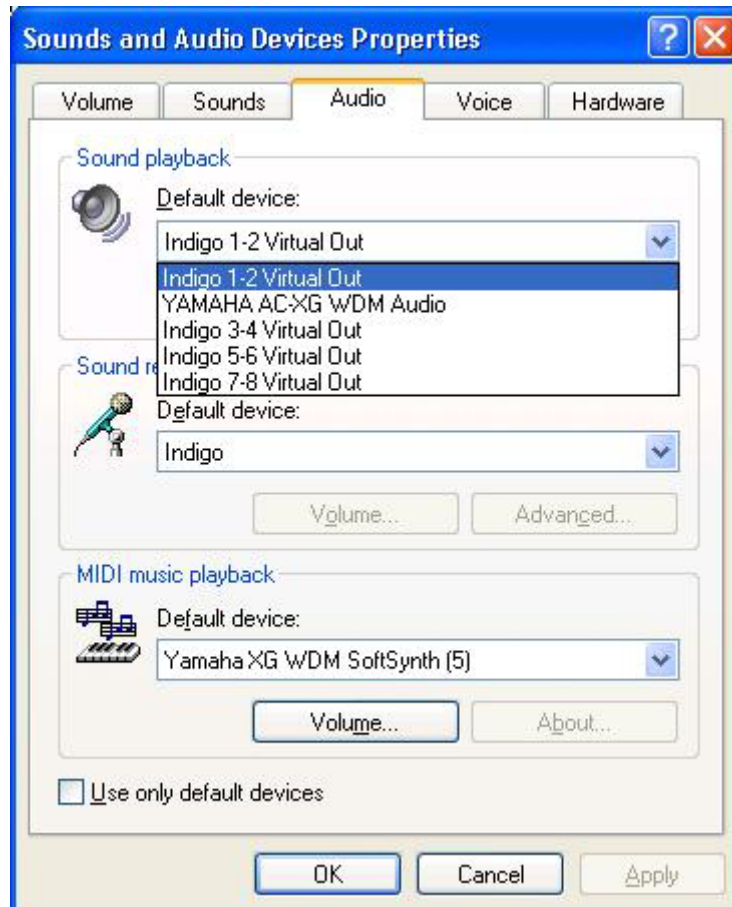 Sounds and Audio Devices Properties
Volume Sounds Audio Voice Hardware
Sound playback
Default device:
Indigo 1-2 Virtual Out
Indigo 1-2 Virtual Out
YAMAHA AC-XG WDM Audio
Indigo 3-4 Virtual Out
Indigo 5-6 Virtual Out
Indigo 7-8 Virtual Out
Sound
Default device:
Indigo
Volume... Advanced...
MIDI music playback
Default device:
Yamaha XG WDM SoftSynth (5)
Volume... About...
Use only default devices
OK Cancel Apply